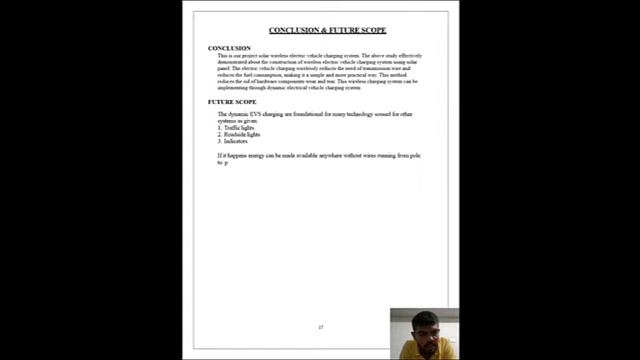 CONCLUSION & FUTURE SCOPE
CONCLUSION
This is our project solar wireless electric vehicle charging system. The above study effectively
demonstrated about the construction of wireless electric vehicle charging system using solar
panel. The electric vehicle charging wirelessly reduces the need of transmission wire and
reduces the fuel consumption, making it a simple and more practical way. This method
reduces the rid of hardware components wear and tear. This wireless charging system can be
implementing through dynamic electrical vehicle charging system
FUTURE SCOPE
The dynamic EVS charging are foundational for many technology sound for other
systems as given
1. Traffic lights
2. Roadside lights
3. Indicators
If it happens energy can be made available anywhere without wires running from pole
to p
17